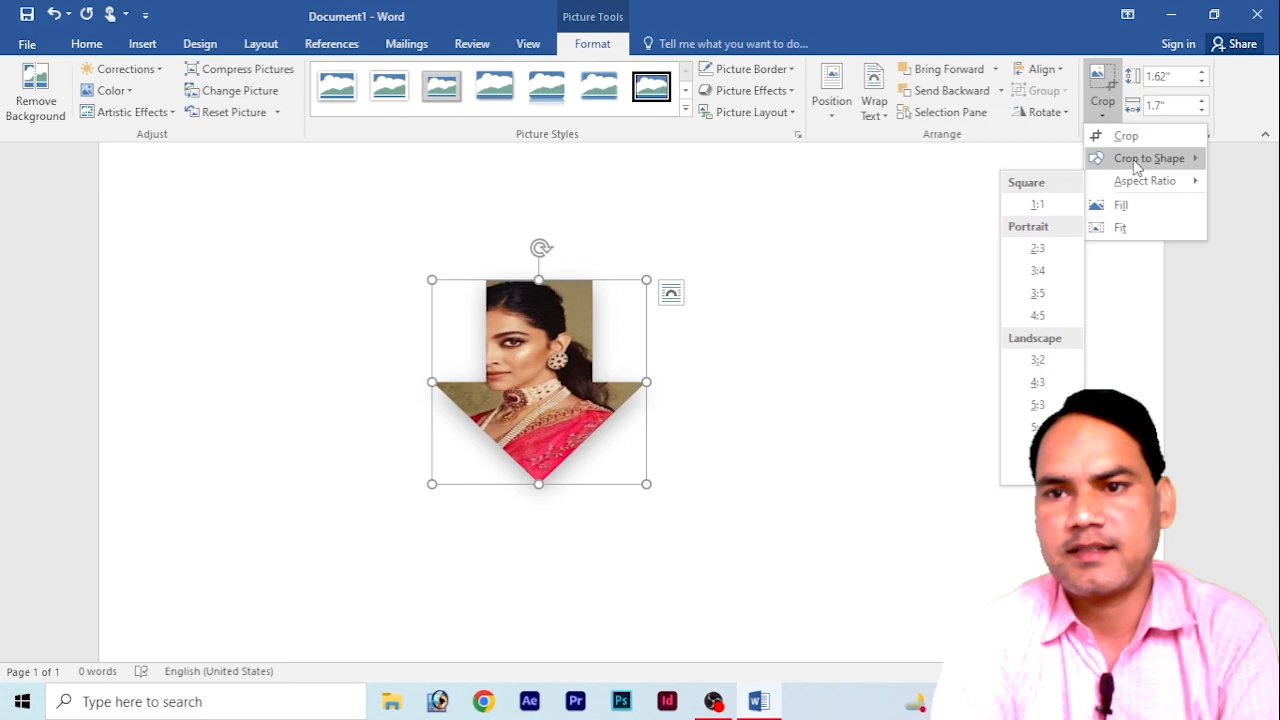 Document1 - Word
Picture Tools
File
Home
Insert
Design
Layout
References
Mailings
Review
View
Format
Tell me what you want to do...
Sign in
Share
Remove
Background
Corrections
Color
Artistic Effects
Compress Pictures
Change Picture
Reset Picture
Adjust
Picture Styles
Picture Border
Picture Effects
Picture Layout
Position
Wrap
Text
Bring Forward
Send Backward
Selection Pane
Align
Group
Rotate
Arrange
Crop
1.62"
1.7"
Crop
Crop to Shape
Aspect Ratio
Fill
Fit
Square
1:1
Portrait
2:3
3:4
3:5
4:5
Landscape
3:2
4:3
5:3
Page 1 of 1
0 words
English (United States)
Type here to search
Ae
Pr
Ps
Id